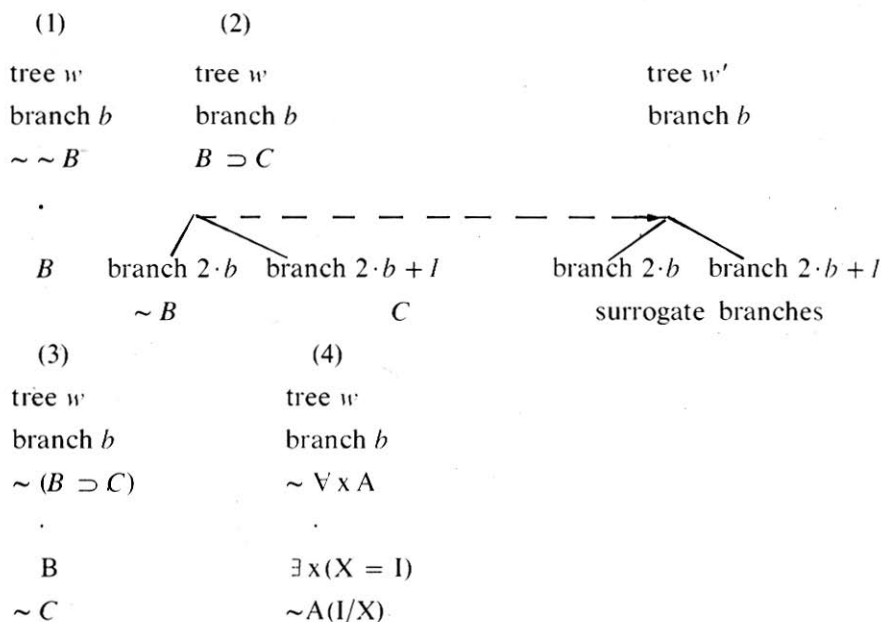 (1) (2)
tree w tree w tree w′
branch b branch b branch b
~ ~ B B ⊃ C
.
B branch 2·b branch 2·b + 1 branch 2·b branch 2·b + 1
~ B C surrogate branches
(3) (4)
tree w tree w
branch b branch b
~ (B ⊃ C) ~ ∀ x A
. .
B ∃ x(X = I)
~ C ~A(I/X)